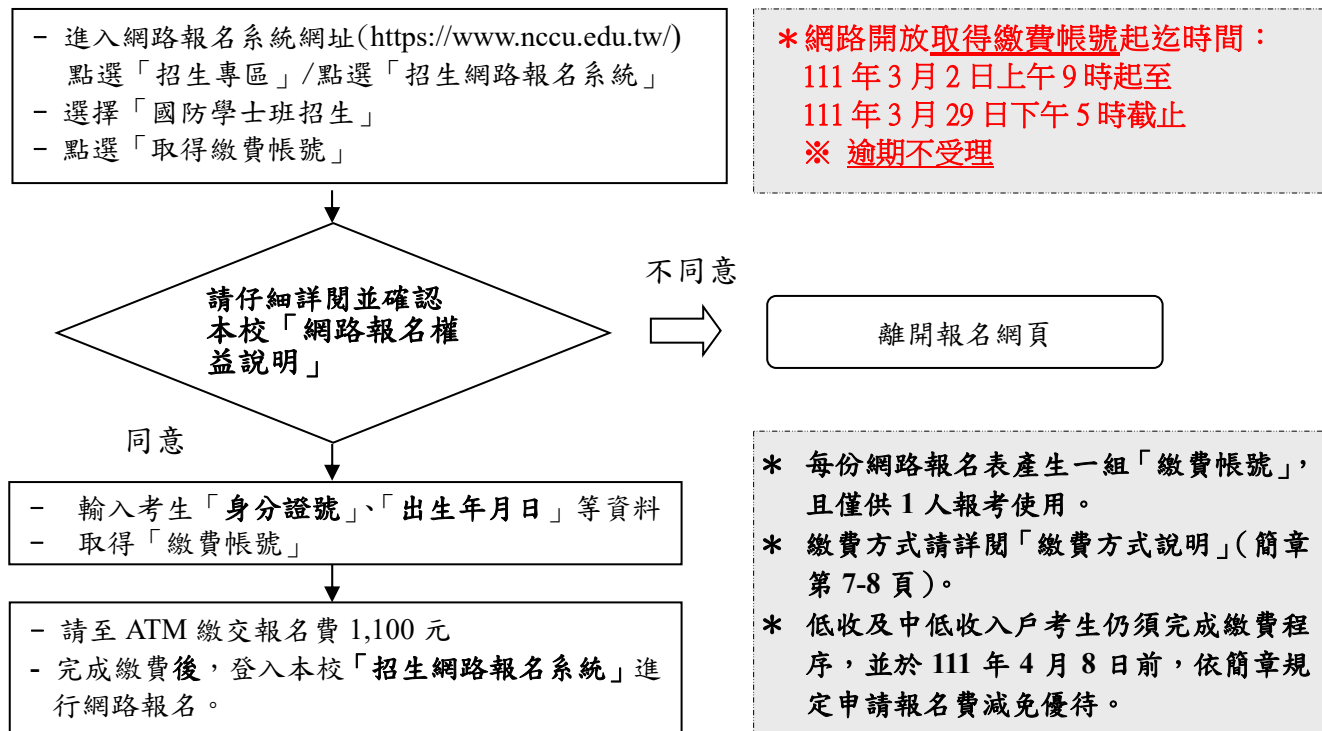 - 進入網路報名系統網址(https://www.nccu.edu.tw/)
點選「招生專區」/點選「招生網路報名系統」
- 選擇「國防學士班招生」
- 點選「取得繳費帳號」
＊網路開放取得繳費帳號起迄時間：
111 年 3 月 2 日上午 9 時起至
111 年 3 月 29 日下午 5 時截止
※ 逾期不受理
請仔細詳閱並確認
本校「網路報名權
益說明」
不同意
離開報名網頁
同意
- 輸入考生「身分證號」、「出生年月日」等資料
- 取得「繳費帳號」
- 請至 ATM 繳交報名費 1,100 元
- 完成繳費後，登入本校「招生網路報名系統」進
行網路報名。
＊ 每份網路報名表產生一組「繳費帳號」，
且僅供 1 人報考使用。
＊ 繳費方式請詳閱「繳費方式說明」（簡章
第 7-8 頁）。
＊ 低收及中低收入戶考生仍須完成繳費程
序，並於 111 年 4 月 8 日前，依簡章規
定申請報名費減免優待。